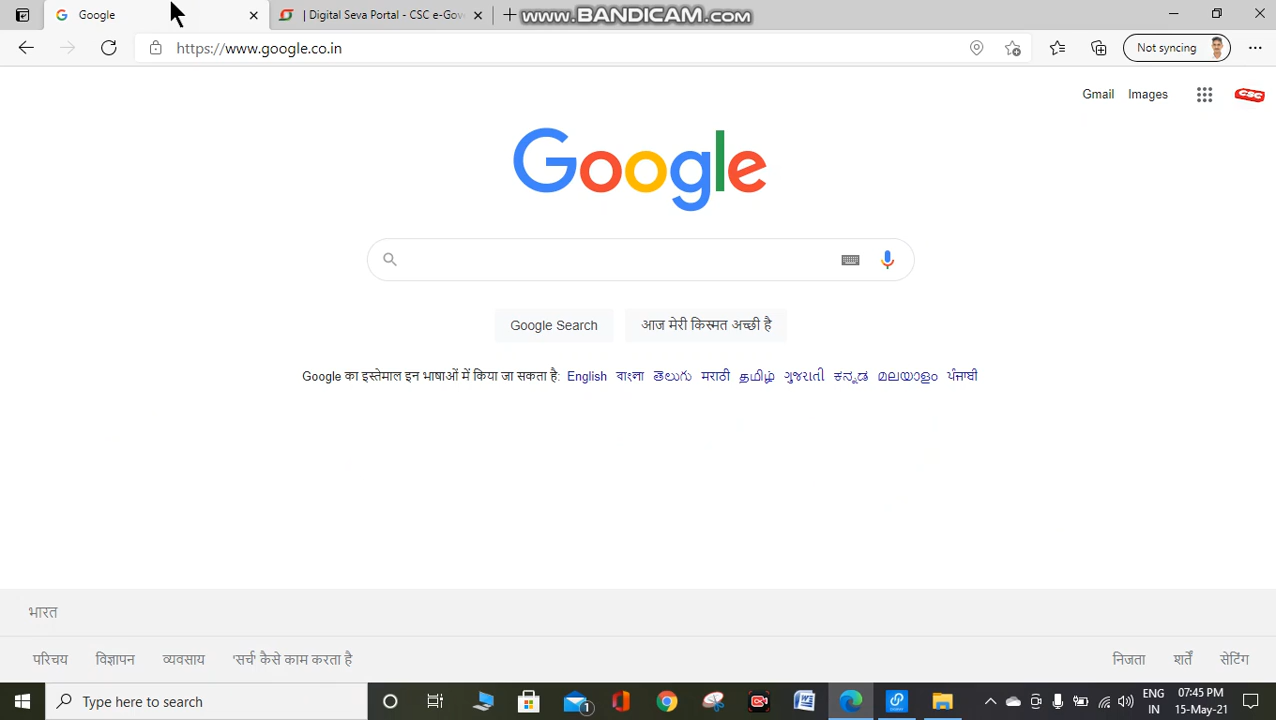 Google
| Digital Seva Portal - CSC e-Gov
www.BANDICAM.com
https://www.google.co.in
Not syncing
Gmail Images
CSC
Google
Google Search आज मेरी किस्मत अच्छी है
Google का इस्तेमाल इन भाषाओं में किया जा सकता है: English বাংলা తెలుగు मराठी தமிழ் ગુજરાતી ಕನ್ನಡ മലയാളം ਪੰਜਾਬੀ
भारत
परिचय विज्ञापन व्यवसाय 'सर्च' कैसे काम करता है निजता शर्तें सेटिंग
Type here to search
1
ENG 07:45 PM
IN 15-May-21